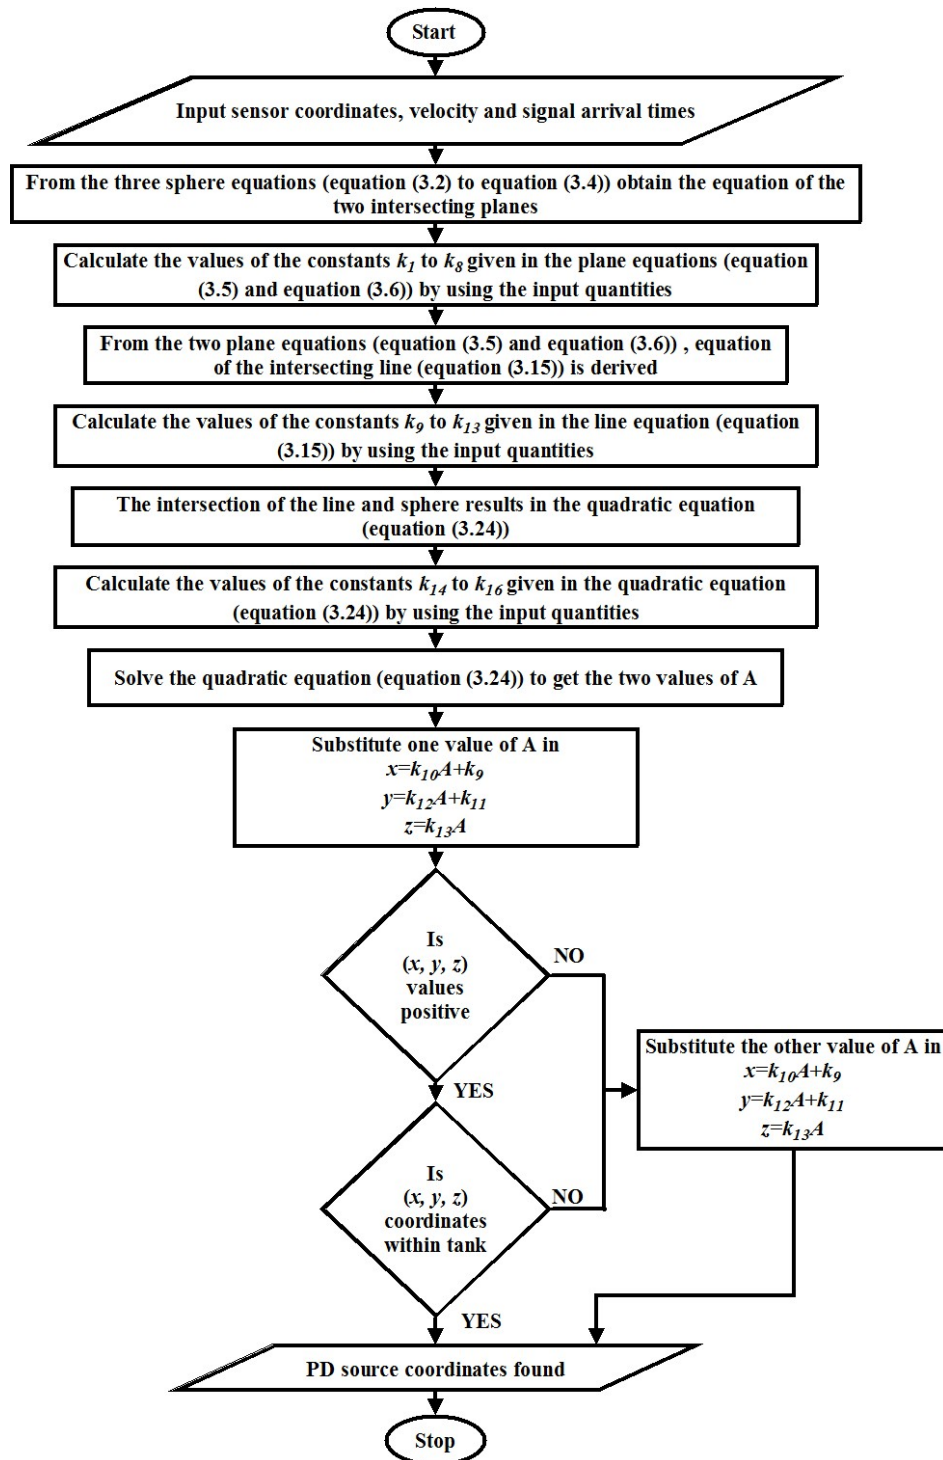 Start
Input sensor coordinates, velocity and signal arrival times
From the three sphere equations (equation (3.2) to equation (3.4)) obtain the equation of the
two intersecting planes
Calculate the values of the constants k1 to k8 given in the plane equations (equation
(3.5) and equation (3.6)) by using the input quantities
From the two plane equations (equation (3.5) and equation (3.6)) , equation
of the intersecting line (equation (3.15)) is derived
Calculate the values of the constants k9 to k13 given in the line equation (equation
(3.15)) by using the input quantities
The intersection of the line and sphere results in the quadratic equation
(equation (3.24))
Calculate the values of the constants k14 to k16 given in the quadratic equation
(equation (3.24)) by using the input quantities
Solve the quadratic equation (equation (3.24)) to get the two values of A
Substitute one value of A in
x=k10A+k9
y=k12A+k11
z=k13A
Is
(x, y, z)
values
positive
NO
YES
Substitute the other value of A in
x=k10A+k9
y=k12A+k11
z=k13A
Is
(x, y, z)
coordinates
within tank
NO
YES
PD source coordinates found
Stop